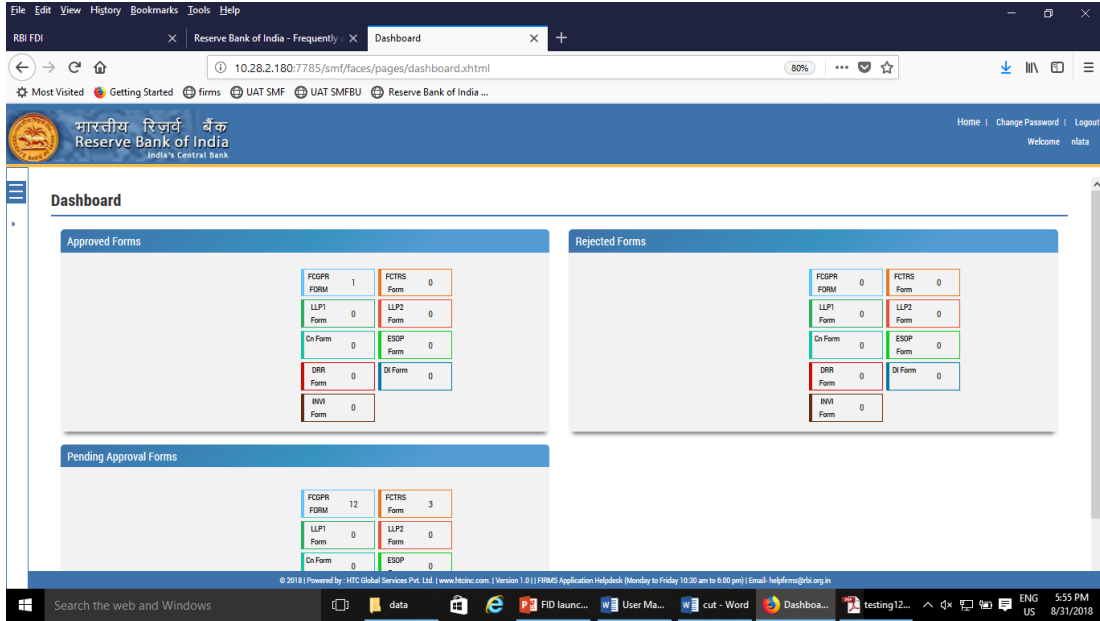 File Edit View History Bookmarks Tools Help
RBI FDI
Reserve Bank of India - Frequently
Dashboard
10.28.2.180:7785/smf/faces/pages/dashboard.xhtml
80%
Most Visited Getting Started firms UAT SMF UAT SMFBU Reserve Bank of India ...
भारतीय रिज़र्व बैंक
Reserve Bank of India
India's Central Bank
Home | Change Password | Logout
Welcome nlata
Dashboard
Approved Forms
FCGPR FORM 1
FCTRS Form 0
LLP1 Form 0
LLP2 Form 0
Cn Form 0
ESOP Form 0
DRR Form 0
DI Form 0
INVI Form 0
Rejected Forms
FCGPR FORM 0
FCTRS Form 0
LLP1 Form 0
LLP2 Form 0
Cn Form 0
ESOP Form 0
DRR Form 0
DI Form 0
INVI Form 0
Pending Approval Forms
FCGPR FORM 12
FCTRS Form 3
LLP1 Form 0
LLP2 Form 0
Cn Form 0
ESOP 0
© 2018 | Powered by : HTC Global Services Pvt. Ltd. | www.htcinc.com. | Version 1.0 | | FIRMS Application Helpdesk (Monday to Friday 10:30 am to 6:00 pm) | Email- helpfirms@rbi.org.in
Search the web and Windows
data
FID launc...
User Ma...
cut - Word
Dashboa...
testing12...
ENG
US
5:55 PM
8/31/2018